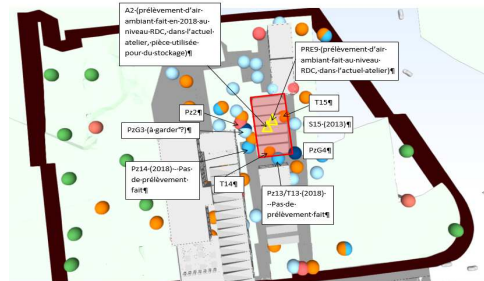 A2·(prélèvement·d'air·
ambiant·fait·en·2018·au·
niveau·RDC,·dans·l'actuel·
atelier,·pièce·utilisée·
pour·du·stockage)¶
PRE9·(prélèvement·d'air·
ambiant·fait·au·niveau·
RDC,·dans·l'actuel·atelier)¶
Pz2¶
T15¶
PzG3·(à·garder°?)¶
S15·(2013)¶
PzG4¶
Pz14·(2018)·–·Pas·
de·prélèvement·
fait¶
T14¶
Pz13/T13·(2018)·
–·Pas·de·
prélèvement·fait¶